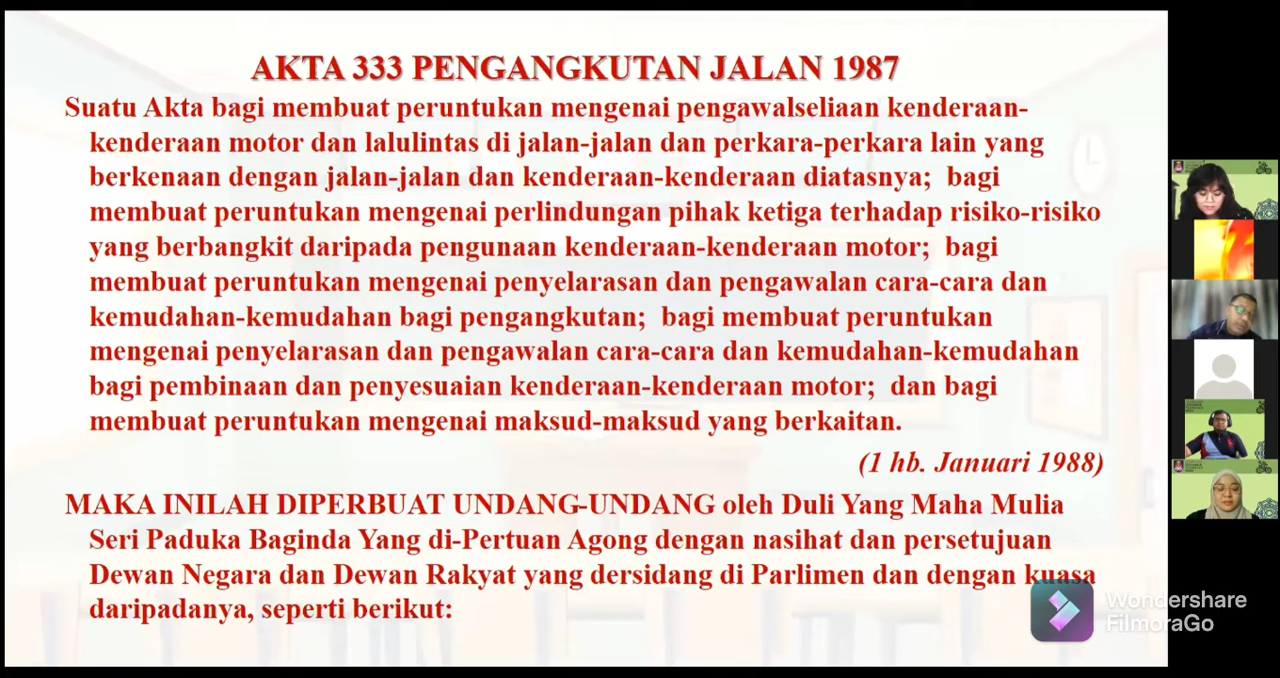 AKTA 333 PENGANGKUTAN JALAN 1987
Suatu Akta bagi membuat peruntukan mengenai pengawalseliaan kenderaan-
kenderaan motor dan lalulintas di jalan-jalan dan perkara-perkara lain yang
berkenaan dengan jalan-jalan dan kenderaan-kenderaan diatasnya; bagi
membuat peruntukan mengenai perlindungan pihak ketiga terhadap risiko-risiko
yang berbangkit daripada pengunaan kenderaan-kenderaan motor; bagi
membuat peruntukan mengenai penyelarasan dan pengawalan cara-cara dan
kemudahan-kemudahan bagi pengangkutan; bagi membuat peruntukan
mengenai penyelarasan dan pengawalan cara-cara dan kemudahan-kemudahan
bagi pembinaan dan penyesuaian kenderaan-kenderaan motor; dan bagi
membuat peruntukan mengenai maksud-maksud yang berkaitan.
(1 hb. Januari 1988)
MAKA INILAH DIPERBUAT UNDANG-UNDANG oleh Duli Yang Maha Mulia
Seri Paduka Baginda Yang di-Pertuan Agong dengan nasihat dan persetujuan
Dewan Negara dan Dewan Rakyat yang dersidang di Parlimen dan dengan kuasa
daripadanya, seperti berikut:
Wondershare
FilmoraGo